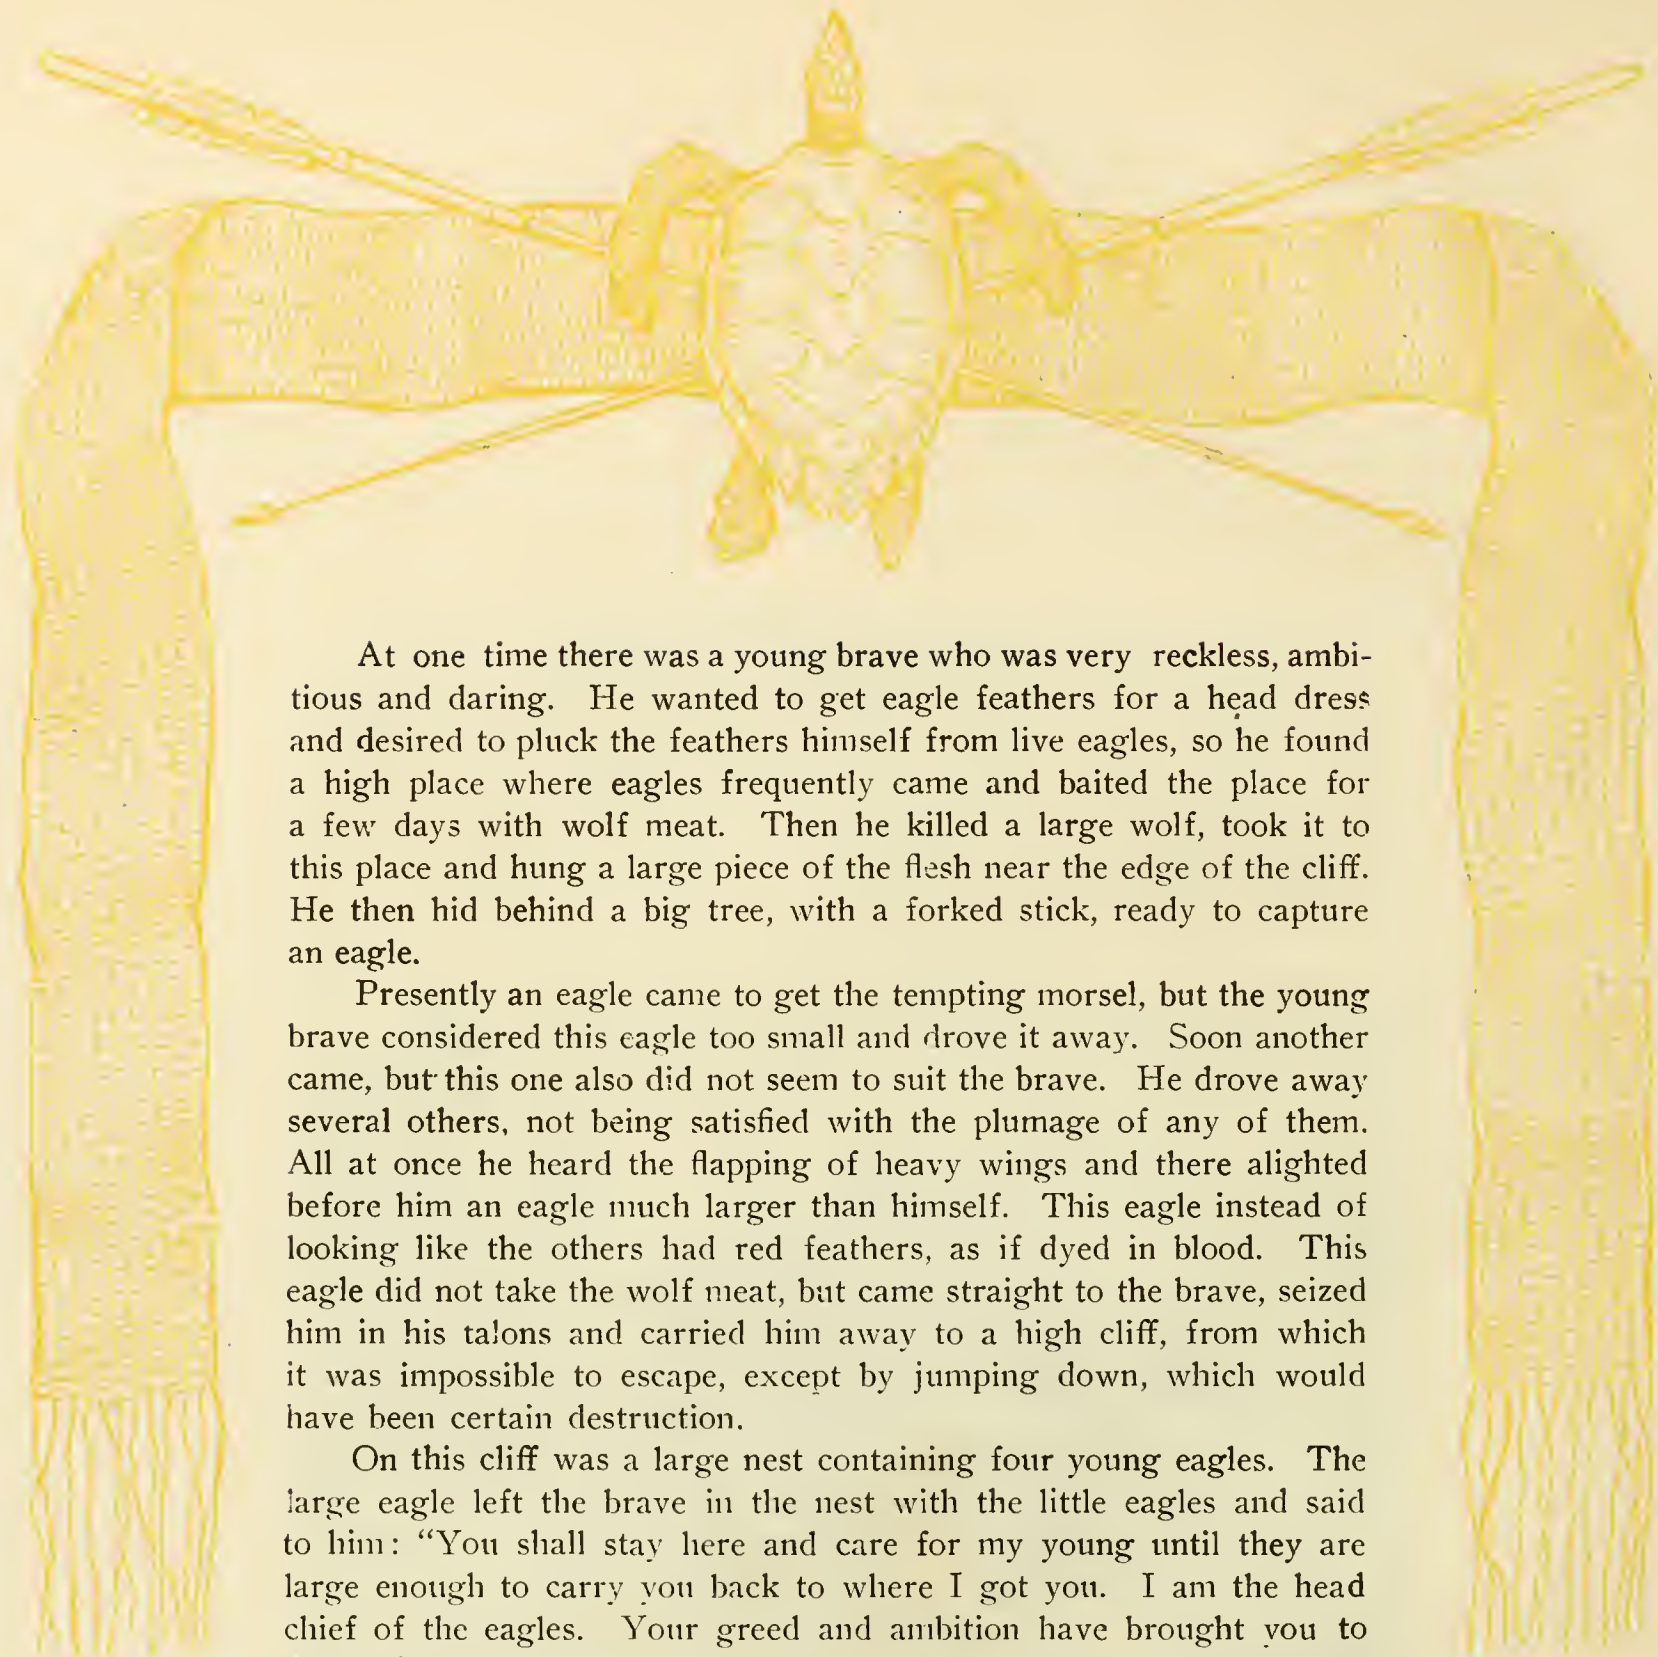 At one time there was a young brave who was very reckless, ambi-
tious and daring. He wanted to get eagle feathers for a head dress
and desired to pluck the feathers himself from live eagles, so he found
a high place where eagles frequently came and baited the place for
a few days with wolf meat. Then he killed a large wolf, took it to
this place and hung a large piece of the flesh near the edge of the cliff.
He then hid behind a big tree, with a forked stick, ready to capture
an eagle.
Presently an eagle came to get the tempting morsel, but the young
brave considered this eagle too small and drove it away. Soon another
came, but this one also did not seem to suit the brave. He drove away
several others, not being satisfied with the plumage of any of them.
All at once he heard the flapping of heavy wings and there alighted
before him an eagle much larger than himself. This eagle instead of
looking like the others had red feathers, as if dyed in blood. This
eagle did not take the wolf meat, but came straight to the brave, seized
him in his talons and carried him away to a high cliff, from which
it was impossible to escape, except by jumping down, which would
have been certain destruction.
On this cliff was a large nest containing four young eagles. The
large eagle left the brave in the nest with the little eagles and said
to him: "You shall stay here and care for my young until they are
large enough to carry you back to where I got you. I am the head
chief of the eagles. Your greed and ambition have brought you to